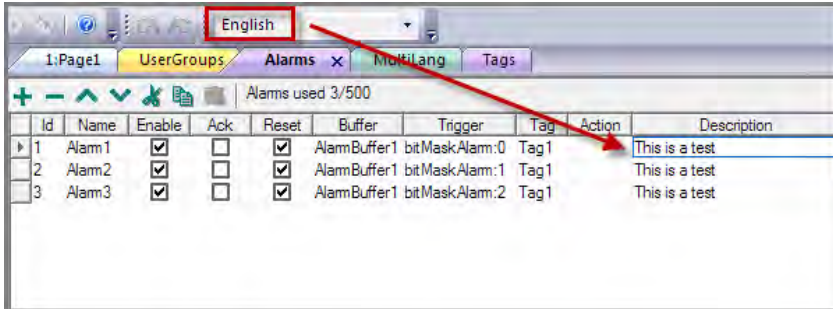 English
1:Page1 UserGroups Alarms x MultiLang Tags
Alarms used 3/500
Id Name Enable Ack Reset Buffer Trigger Tag Action Description
1 Alarm1 AlarmBuffer1 bitMaskAlarm:0 Tag1 This is a test
2 Alarm2 AlarmBuffer1 bitMaskAlarm:1 Tag1 This is a test
3 Alarm3 AlarmBuffer1 bitMaskAlarm:2 Tag1 This is a test